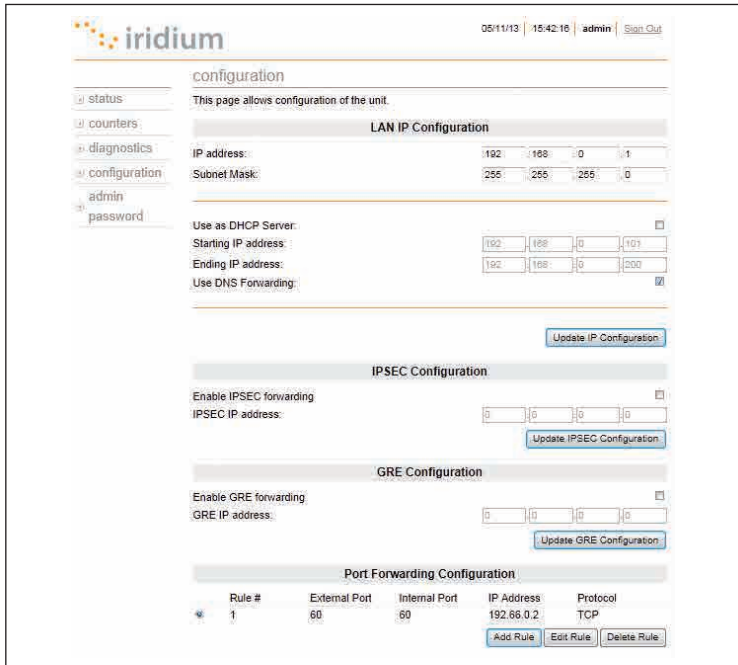 iridium
05/11/13 15:42:16 admin Sign Out
configuration
This page allows configuration of the unit.
status
counters
diagnostics
configuration
admin
password
LAN IP Configuration
IP address: 192 .168 .0 .1
Subnet Mask: 255 .255 .255 .0
Use as DHCP Server:
Starting IP address: 192 .168 .0 .101
Ending IP address: 192 .168 .0 .200
Use DNS Forwarding:
Update IP Configuration
IPSEC Configuration
Enable IPSEC forwarding
IPSEC IP address: 0 .0 .0 .0
Update IPSEC Configuration
GRE Configuration
Enable GRE forwarding
GRE IP address: 0 .0 .0 .0
Update GRE Configuration
Port Forwarding Configuration
Rule # External Port Internal Port IP Address Protocol
1 60 60 192.66.0.2 TCP
Add Rule Edit Rule Delete Rule